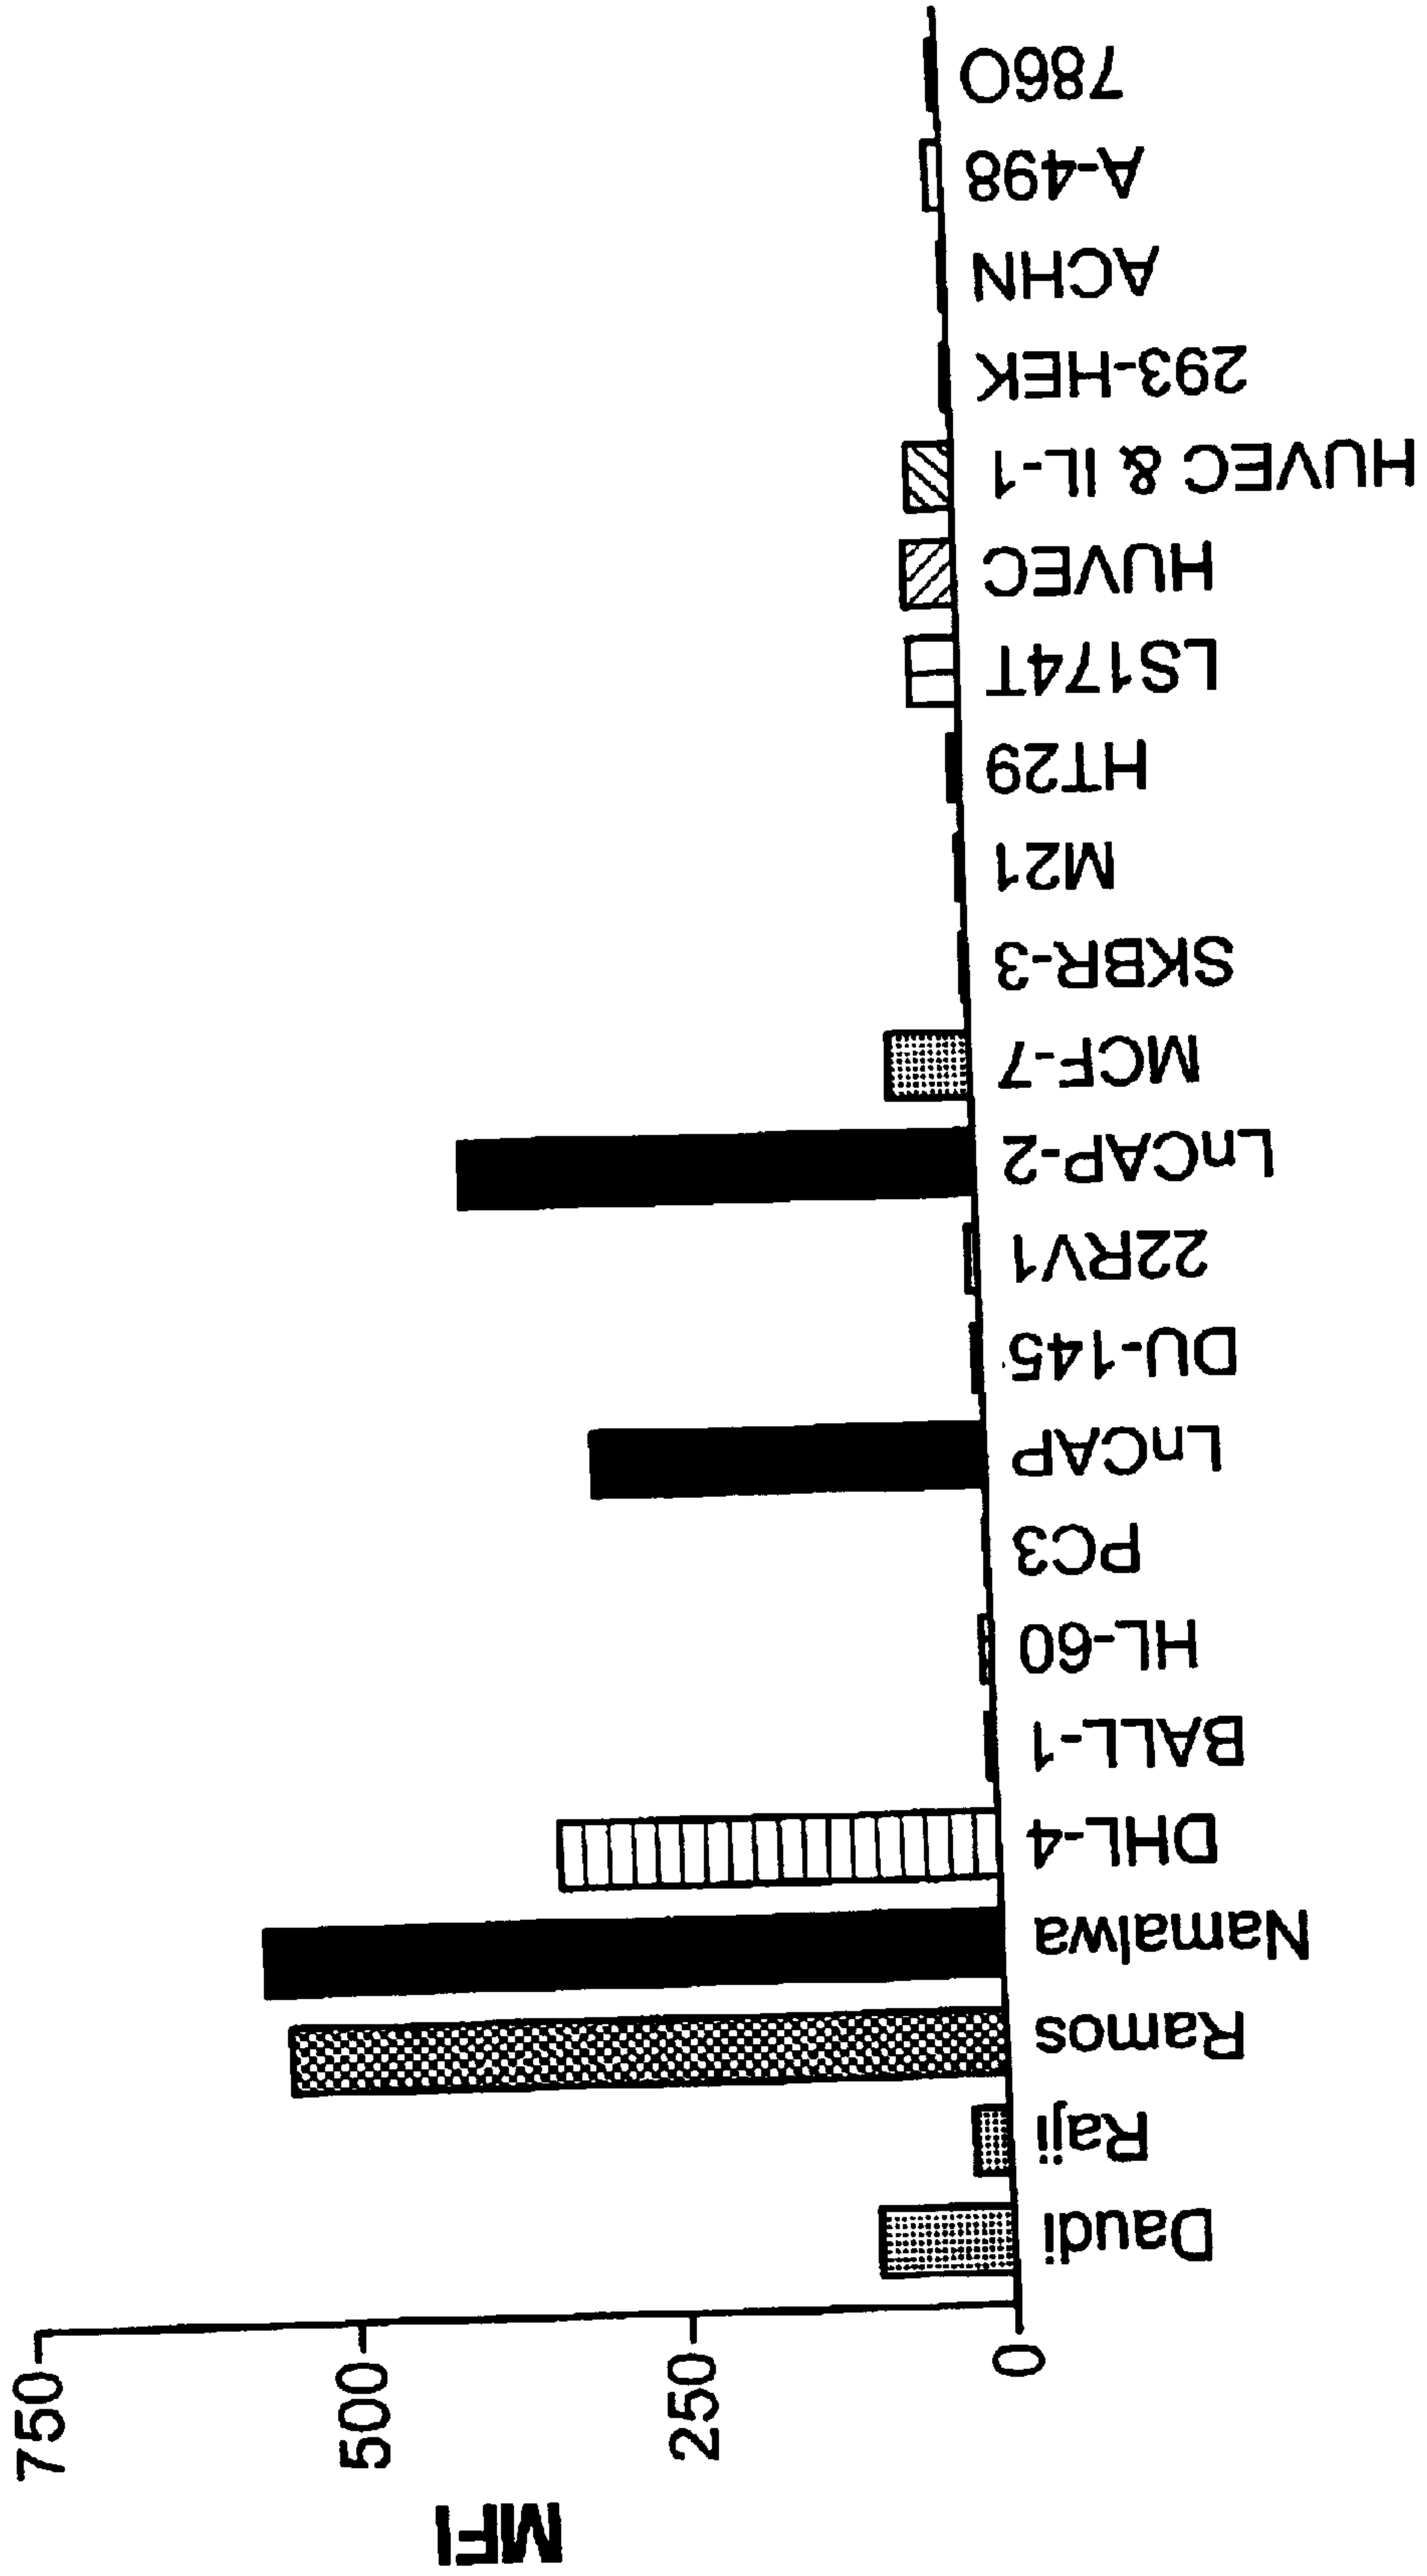 MFI
750
500
250
0
Daudi
Raji
Ramos
Namalwa
DHL-4
BALL-1
HL-60
PC3
LnCAP
DU-145
22RV1
LnCAP-2
MCF-7
SKBR-3
M21
HT29
LS174T
HUVEC
HUVEC & IL-1
293-HEK
ACHN
A-498
786O